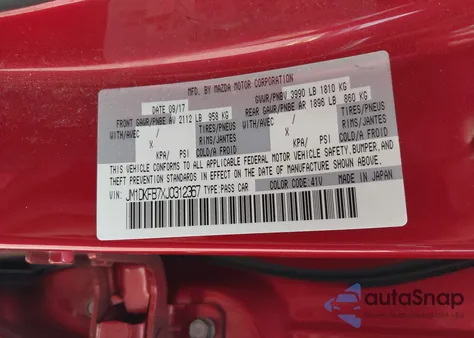 MFD. BY MAZDA MOTOR CORPORATION
DATE 09/17 GVWR/PNBV 3990 LB 1810 KG
FRONT GAWR/PNBE AV 2112 LB 958 KG REAR GAWR/PNBE AR 1896 LB 860 KG
WITH/AVEC / TIRES/PNEUS WITH/AVEC / TIRES/PNEUS
X RIMS/JANTES X RIMS/JANTES
KPA/ PSI COLD/A FROID KPA/ PSI COLD/A FROID
THIS VEHICLE CONFORMS TO ALL APPLICABLE FEDERAL MOTOR VEHICLE SAFETY, BUMPER, AND
THEFT PREVENTION STANDARDS IN EFFECT ON THE DATE OF MANUFACTURE SHOWN ABOVE.
VIN: JM1DKFB7XJ0312367 TYPE PASS CAR COLOR CODE:41V MADE IN JAPAN
autoSnap